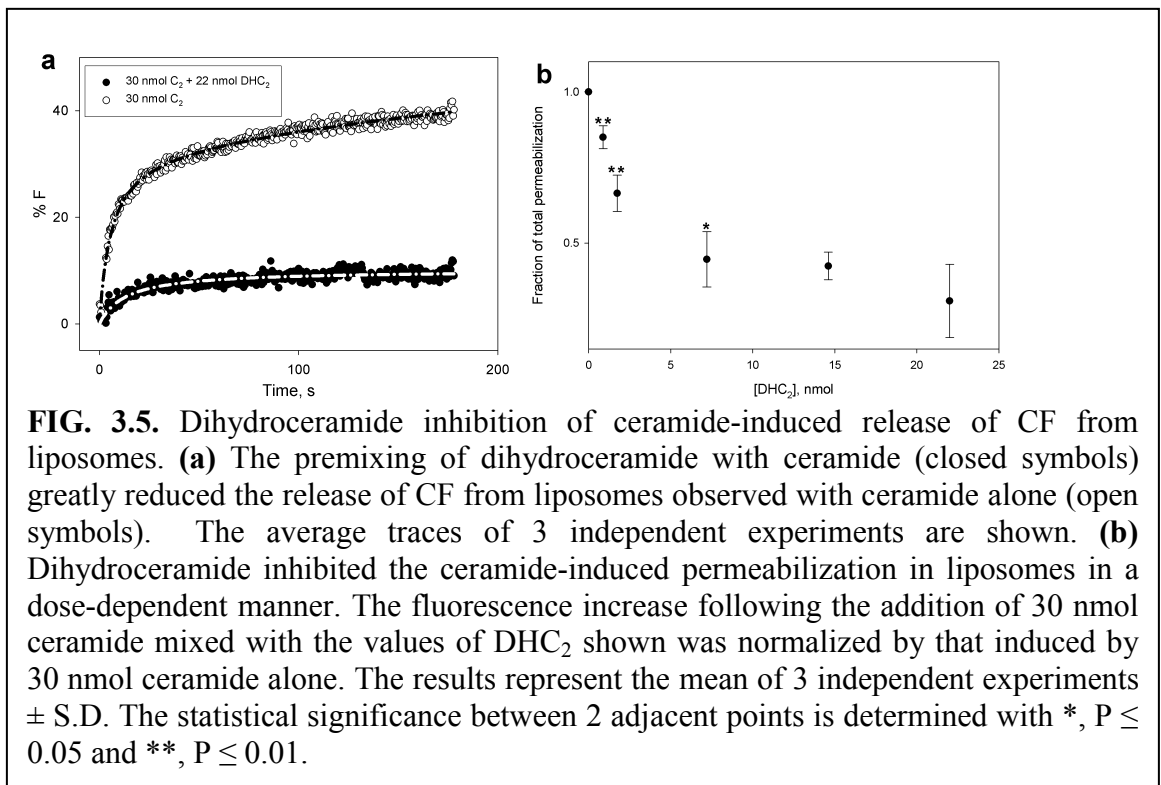 a
30 nmol C2 + 22 nmol DHC2
30 nmol C2
40
20
0
% F
0
100
200
Time, s
b
1.0
0.5
Fraction of total permeabilization
**
**
*
0
5
10
15
20
25
[DHC2], nmol
FIG. 3.5. Dihydroceramide inhibition of ceramide-induced release of CF from
liposomes. (a) The premixing of dihydroceramide with ceramide (closed symbols)
greatly reduced the release of CF from liposomes observed with ceramide alone (open
symbols). The average traces of 3 independent experiments are shown. (b)
Dihydroceramide inhibited the ceramide-induced permeabilization in liposomes in a
dose-dependent manner. The fluorescence increase following the addition of 30 nmol
ceramide mixed with the values of DHC2 shown was normalized by that induced by
30 nmol ceramide alone. The results represent the mean of 3 independent experiments
± S.D. The statistical significance between 2 adjacent points is determined with *, P ≤
0.05 and **, P ≤ 0.01.